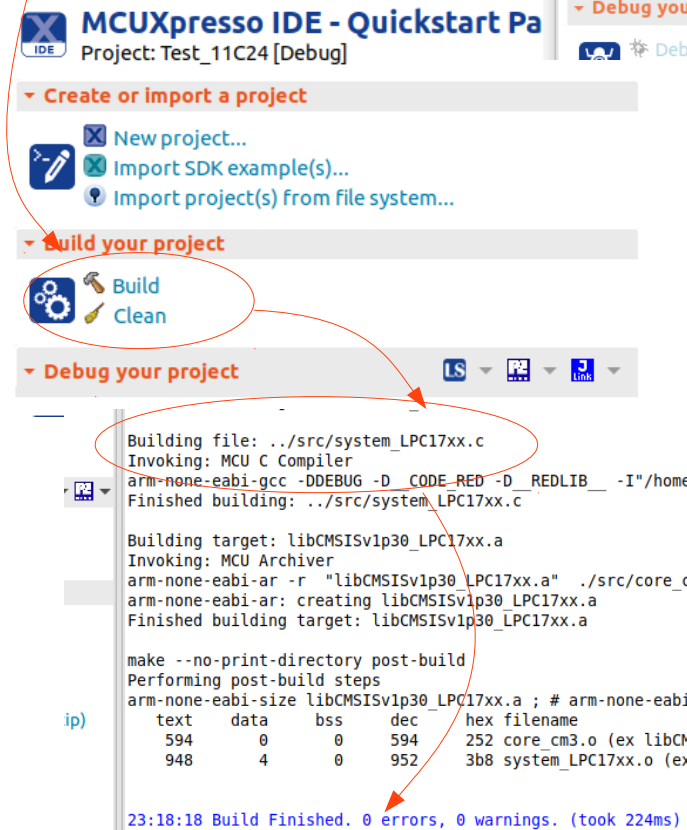 MCUXpresso IDE - Quickstart Pa
IDE
Project: Test_11C24 [Debug]
Debug you
Deb
Create or import a project
New project...
Import SDK example(s)...
Import project(s) from file system...
Build your project
Build
Clean
Debug your project
LS
Link
Building file: ../src/system_LPC17xx.c
Invoking: MCU C Compiler
arm-none-eabi-gcc -DDEBUG -D__CODE_RED -D__REDLIB__ -I"/home
Finished building: ../src/system_LPC17xx.c
Building target: libCMSISv1p30_LPC17xx.a
Invoking: MCU Archiver
arm-none-eabi-ar -r "libCMSISv1p30_LPC17xx.a" ./src/core_c
arm-none-eabi-ar: creating libCMSISv1p30_LPC17xx.a
Finished building target: libCMSISv1p30_LPC17xx.a
make --no-print-directory post-build
Performing post-build steps
arm-none-eabi-size libCMSISv1p30_LPC17xx.a ; # arm-none-eabi
zip)
text data bss dec hex filename
594 0 0 594 252 core_cm3.o (ex libCM
948 4 0 952 3b8 system_LPC17xx.o (ex
23:18:18 Build Finished. 0 errors, 0 warnings. (took 224ms)